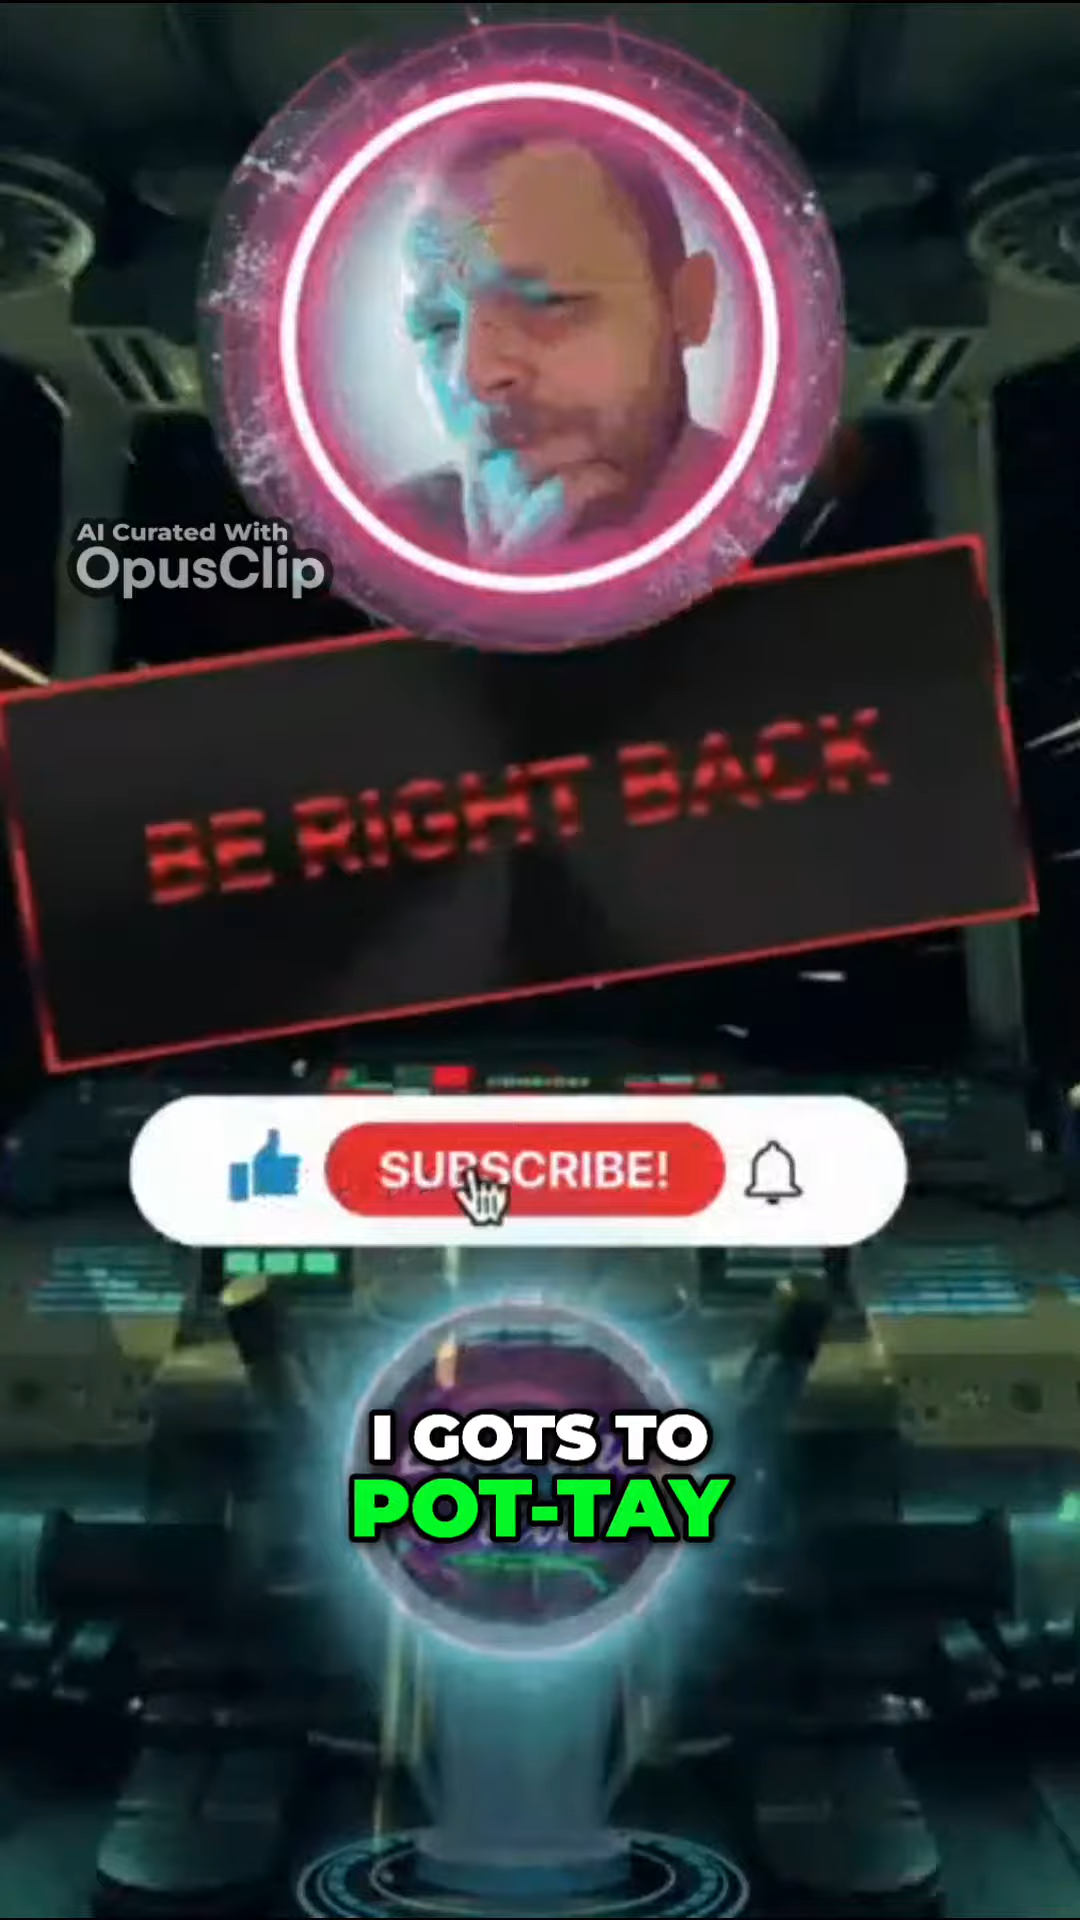 AI Curated With
OpusClip
BE RIGHT BACK
SUBSCRIBE!
I GOTS TO
POT-TAY